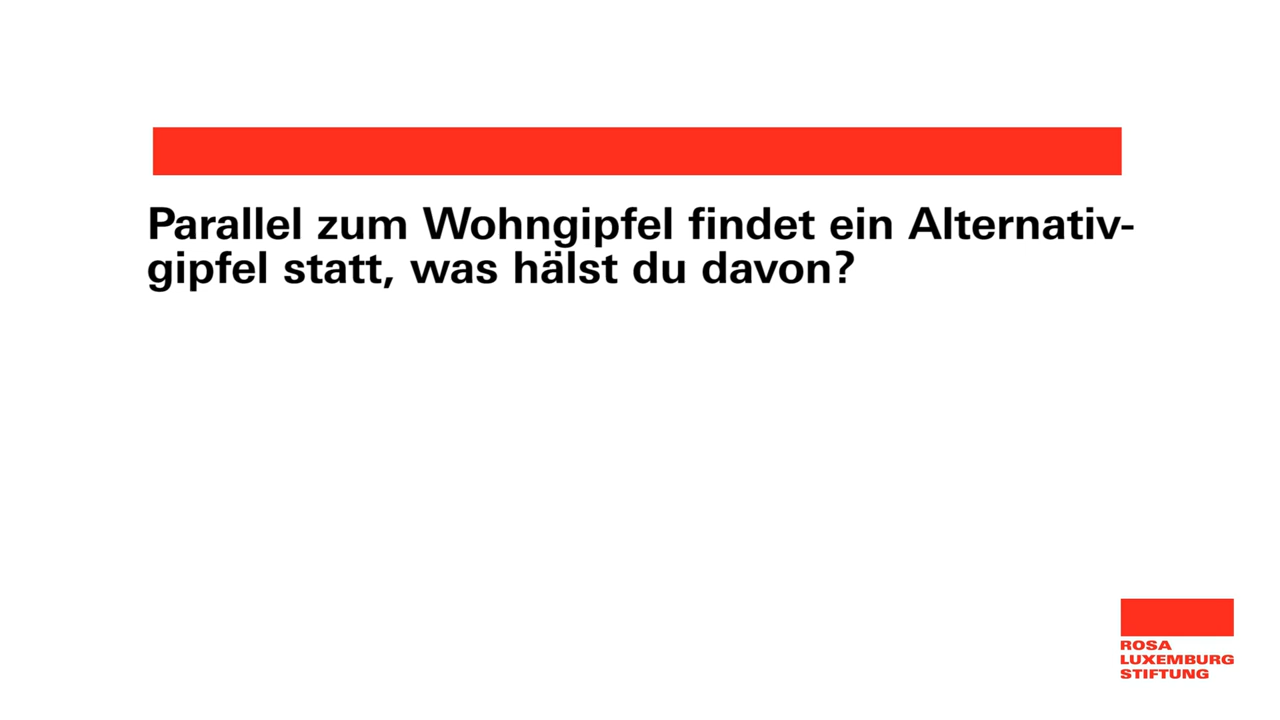 Parallel zum Wohngipfel findet ein Alternativ-
gipfel statt, was hälst du davon?
ROSA
LUXEMBURG
STIFTUNG